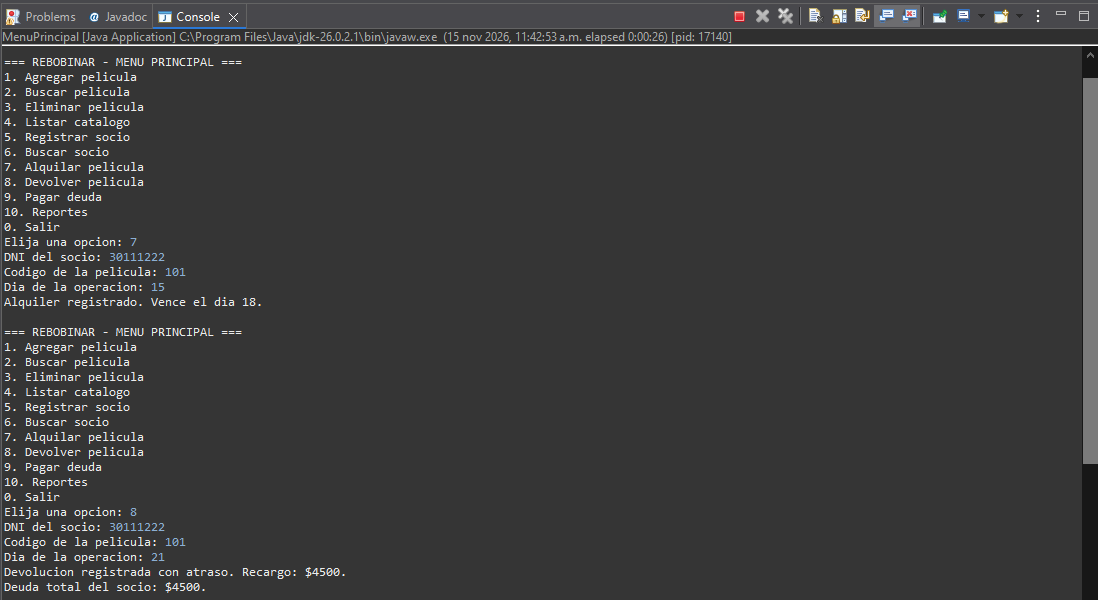 Problems Javadoc Console
MenuPrincipal [Java Application] C:\Program Files\Java\jdk-26.0.2.1\bin\javaw.exe (15 nov 2026, 11:42:53 a.m. elapsed 0:00:26) [pid: 17140]
=== REBOBINAR - MENU PRINCIPAL ===
1. Agregar pelicula
2. Buscar pelicula
3. Eliminar pelicula
4. Listar catalogo
5. Registrar socio
6. Buscar socio
7. Alquilar pelicula
8. Devolver pelicula
9. Pagar deuda
10. Reportes
0. Salir
Elija una opcion: 7
DNI del socio: 30111222
Codigo de la pelicula: 101
Dia de la operacion: 15
Alquiler registrado. Vence el dia 18.
=== REBOBINAR - MENU PRINCIPAL ===
1. Agregar pelicula
2. Buscar pelicula
3. Eliminar pelicula
4. Listar catalogo
5. Registrar socio
6. Buscar socio
7. Alquilar pelicula
8. Devolver pelicula
9. Pagar deuda
10. Reportes
0. Salir
Elija una opcion: 8
DNI del socio: 30111222
Codigo de la pelicula: 101
Dia de la operacion: 21
Devolucion registrada con atraso. Recargo: $4500.
Deuda total del socio: $4500.